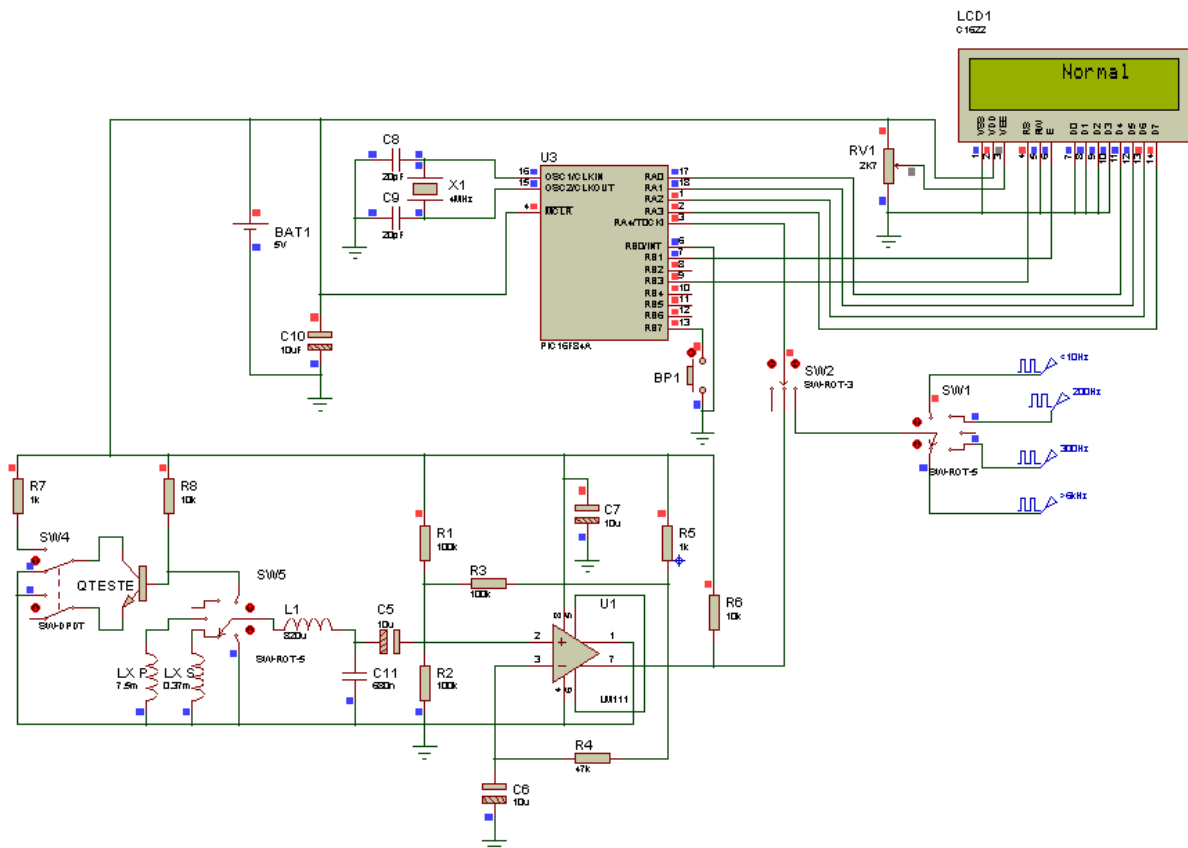 LCD1
C1622
Normal
VSS
VDD
VEE
RS
RW
E
D0
D1
D2
D3
D4
D5
D6
D7
1
2
3
4
5
6
7
8
9
10
11
12
13
14
C8
20pF
X1
4MHz
C9
20pF
U3
16
OSC1/CLKIN
15
OSC2/CLKOUT
4
MCLR
RA0
17
RA1
18
RA2
1
RA3
2
RA4/T0CKI
3
RB0/INT
6
RB1
7
RB2
8
RB3
9
RB4
10
RB5
11
RB6
12
RB7
13
PIC16F84A
RV1
2K7
BAT1
5V
C10
10uF
BP1
SW2
SW-ROT-3
SW1
SW-ROT-5
<10Hz
200Hz
300Hz
>6kHz
R7
1k
R8
10k
SW4
SW-DPDT
QTESTE
SW5
SW-ROT-5
LX P
7.5m
LX S
0.37m
L1
820u
C5
10u
C11
680n
R1
100k
R2
100k
R3
100k
C7
10u
R5
1k
R6
10k
U1
2
3
8
5
4
6
1
7
LM111
R4
47k
C6
10u